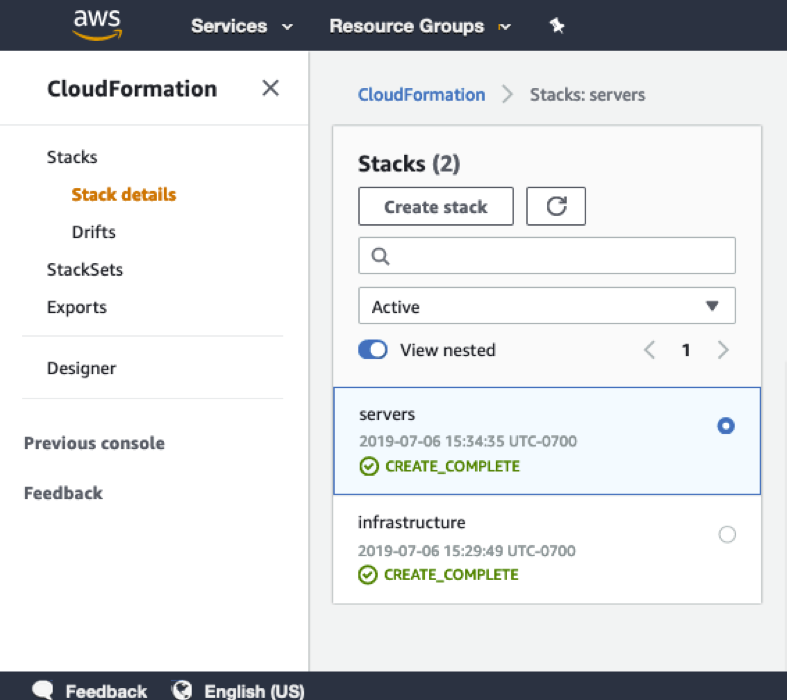 aws
Services
Resource Groups
CloudFormation
Stacks
Stack details
Drifts
StackSets
Exports
Designer
Previous console
Feedback
CloudFormation > Stacks: servers
Stacks (2)
Create stack
Active
View nested
1
servers
2019-07-06 15:34:35 UTC-0700
CREATE_COMPLETE
infrastructure
2019-07-06 15:29:49 UTC-0700
CREATE_COMPLETE
Feedback
English (US)